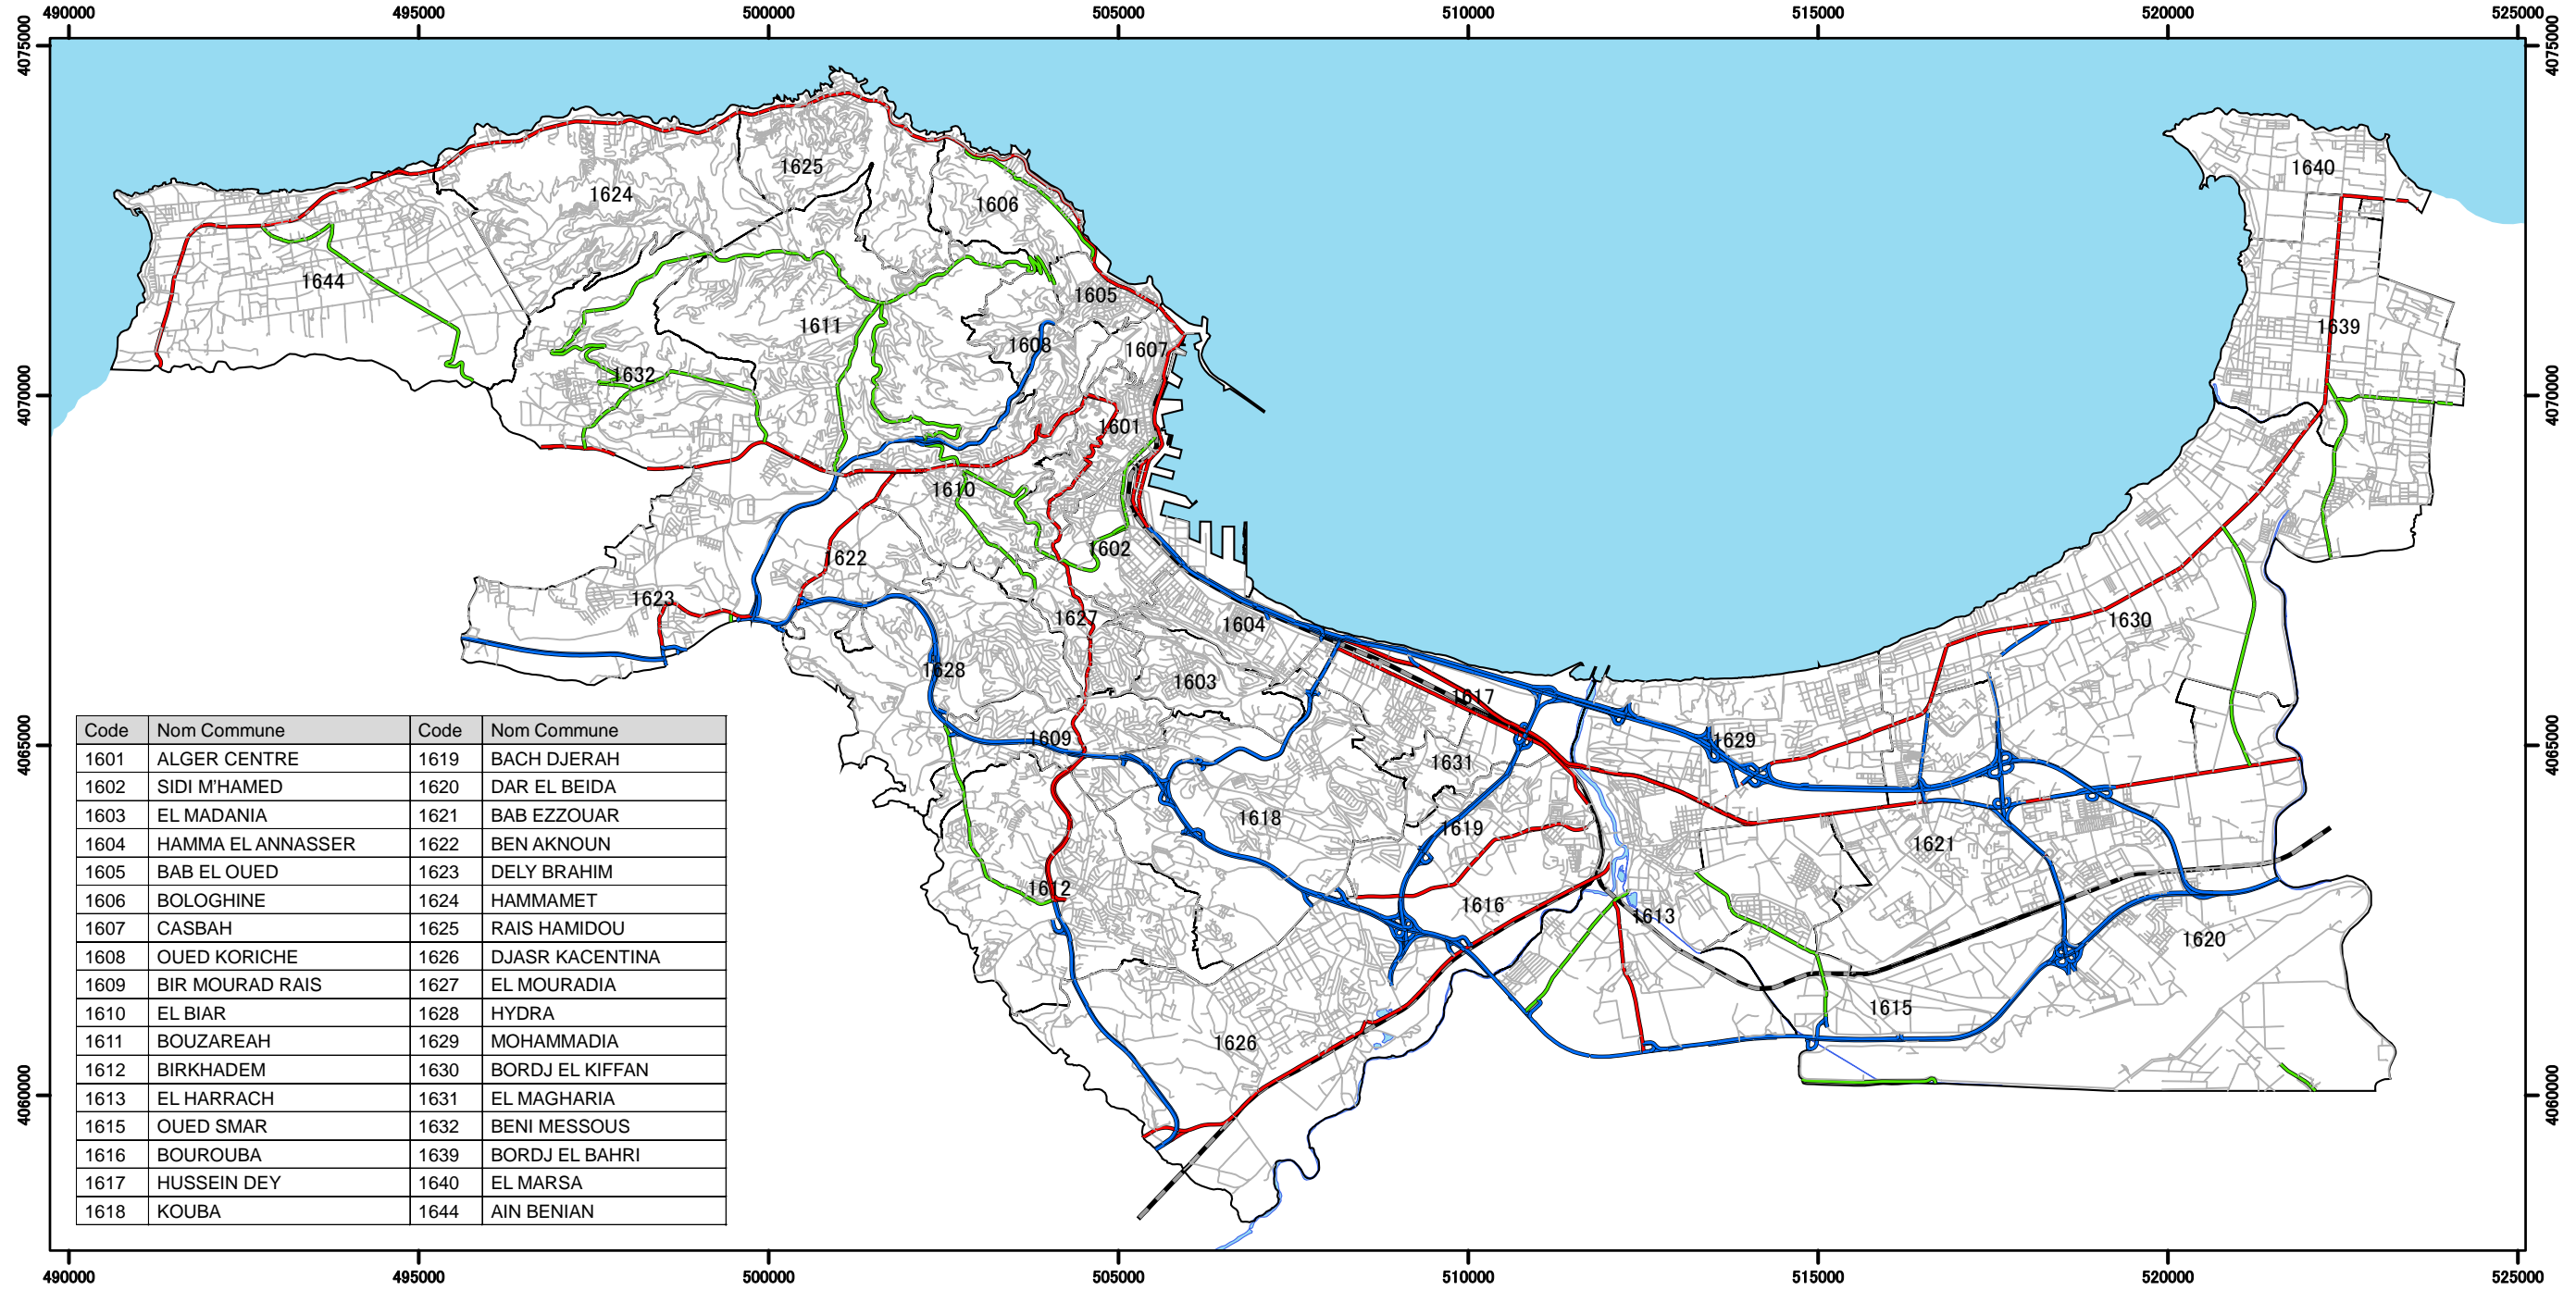 490000 495000 500000 505000 510000 515000 520000 525000
4075000 4075000
1640
1625
1624
1606
1644
1605
1611
1639
1608
1607
1632
4070000 4070000
1601
1610
1602
1622
1623
1627
1604
1630
1628
1603
1617
1609
1629
1631
4065000 4065000
1618
1619
1621
1612
1616
1613
1620
1615
1626
4060000 4060000
Code Nom Commune Code Nom Commune
1601 ALGER CENTRE 1619 BACH DJERAH
1602 SIDI M'HAMED 1620 DAR EL BEIDA
1603 EL MADANIA 1621 BAB EZZOUAR
1604 HAMMA EL ANNASSER 1622 BEN AKNOUN
1605 BAB EL OUED 1623 DELY BRAHIM
1606 BOLOGHINE 1624 HAMMAMET
1607 CASBAH 1625 RAIS HAMIDOU
1608 OUED KORICHE 1626 DJASR KACENTINA
1609 BIR MOURAD RAIS 1627 EL MOURADIA
1610 EL BIAR 1628 HYDRA
1611 BOUZAREAH 1629 MOHAMMADIA
1612 BIRKHADEM 1630 BORDJ EL KIFFAN
1613 EL HARRACH 1631 EL MAGHARIA
1615 OUED SMAR 1632 BENI MESSOUS
1616 BOUROUBA 1639 BORDJ EL BAHRI
1617 HUSSEIN DEY 1640 EL MARSA
1618 KOUBA 1644 AIN BENIAN
490000 495000 500000 505000 510000 515000 520000 525000